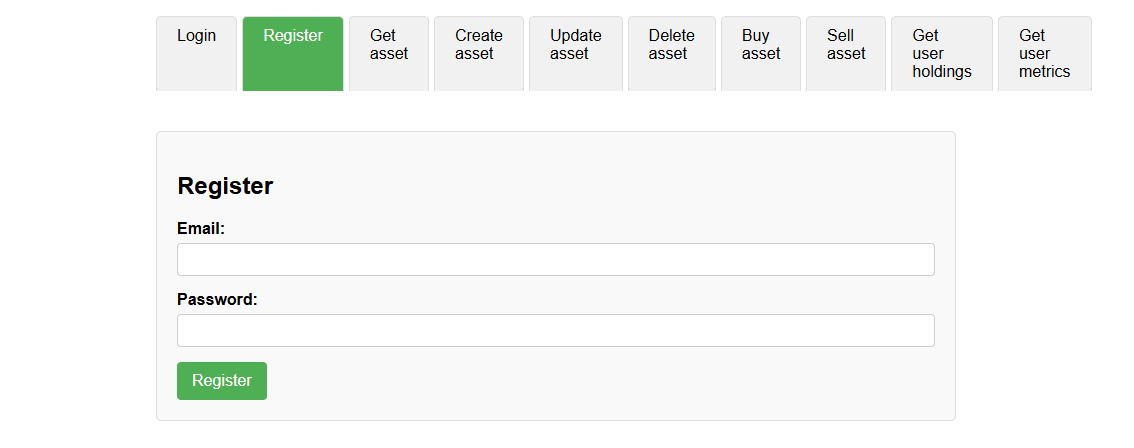 Login
Register
Get
asset
Create
asset
Update
asset
Delete
asset
Buy
asset
Sell
asset
Get
user
holdings
Get
user
metrics
Register
Email:
Password:
Register